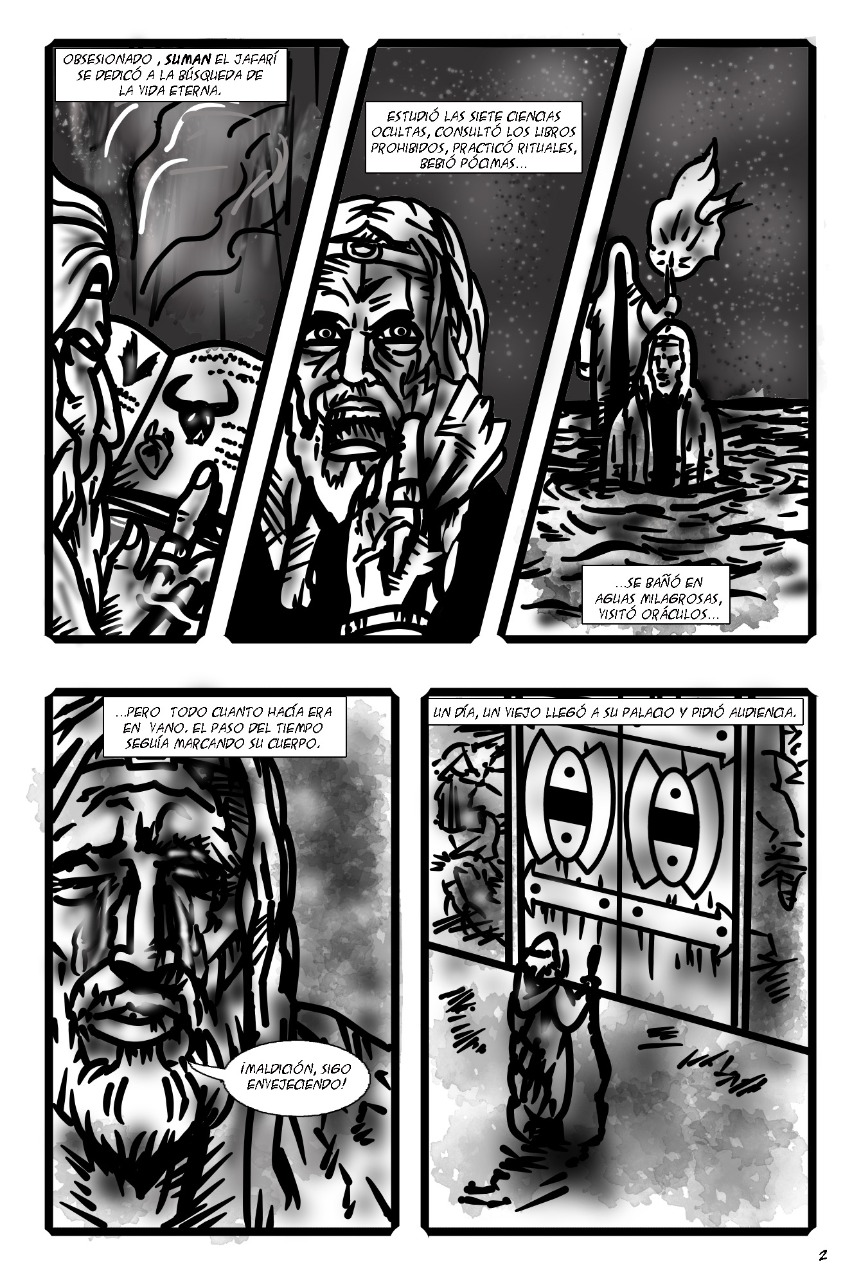 OBSESIONADO , SUMAN EL JAFARÍ
SE DEDICÓ A LA BÚSQUEDA DE
LA VIDA ETERNA.
ESTUDIÓ LAS SIETE CIENCIAS
OCULTAS, CONSULTÓ LOS LIBROS
PROHIBIDOS, PRACTICÓ RITUALES,
BEBIÓ PÓCIMAS...
...SE BAÑÓ EN
AGUAS MILAGROSAS,
VISITÓ ORÁCULOS...
...PERO TODO CUANTO HACÍA ERA
EN VANO. EL PASO DEL TIEMPO
SEGUÍA MARCANDO SU CUERPO.
¡MALDICIÓN, SIGO
ENVEJECIENDO!
UN DÍA, UN VIEJO LLEGÓ A SU PALACIO Y PIDIÓ AUDIENCIA.
2